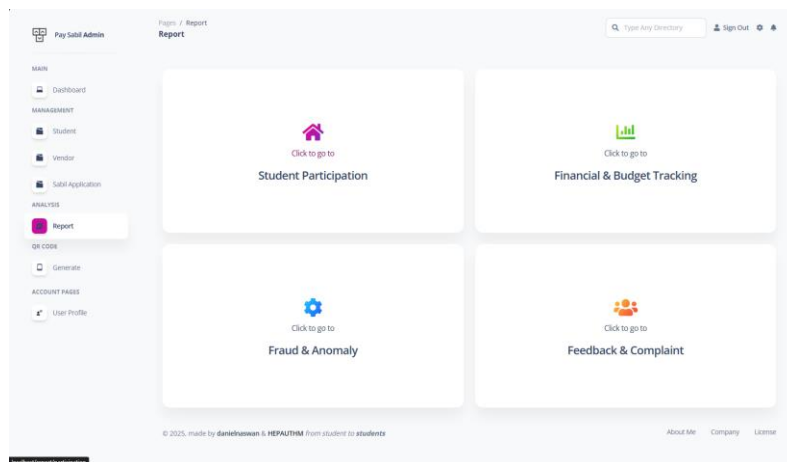 Pay Sabil Admin
Pages / Report
Report
Type Any Directory
Sign Out
MAIN
Dashboard
MANAGEMENT
Student
Vendor
Sabil Application
ANALYSIS
Report
QR CODE
Generate
ACCOUNT PAGES
User Profile
Click to go to
Student Participation
Click to go to
Financial & Budget Tracking
Click to go to
Fraud & Anomaly
Click to go to
Feedback & Complaint
© 2025, made by danielnaswan & HEPAUTHM from student to students
About Me Company License